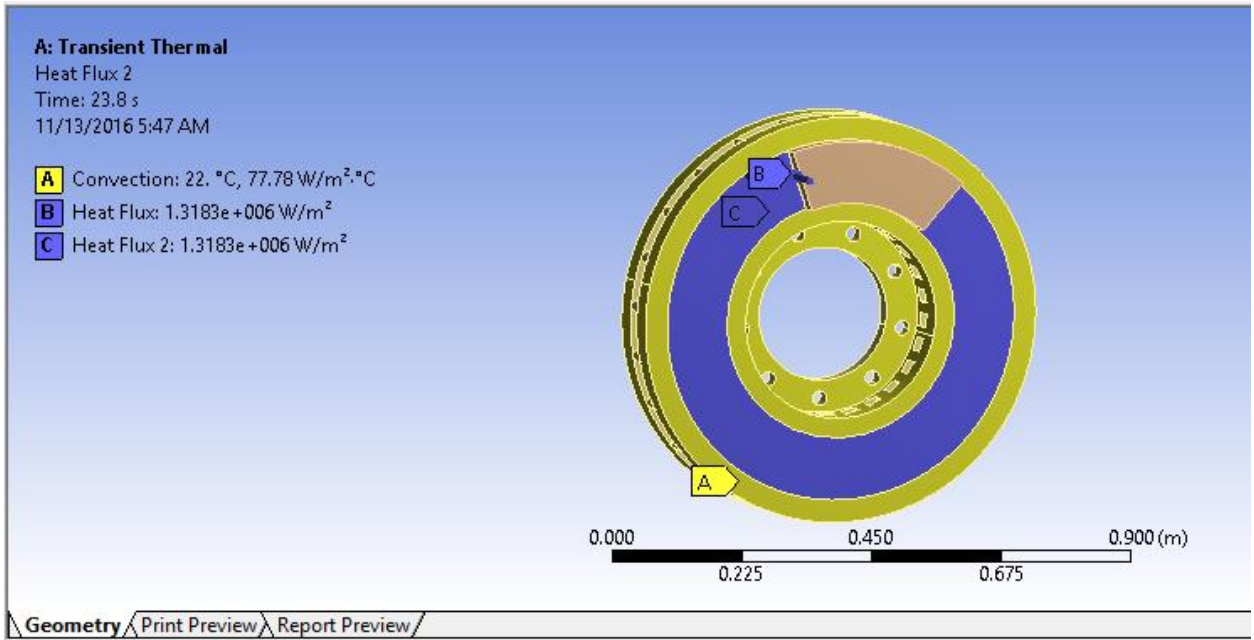 A: Transient Thermal
Heat Flux 2
Time: 23.8 s
11/13/2016 5:47 AM
A Convection: 22. °C, 77.78 W/m²·°C
B Heat Flux: 1.3183e+006 W/m²
C Heat Flux 2: 1.3183e+006 W/m²
B
C
A
0.000 0.450 0.900 (m)
0.225 0.675
Geometry Print Preview Report Preview